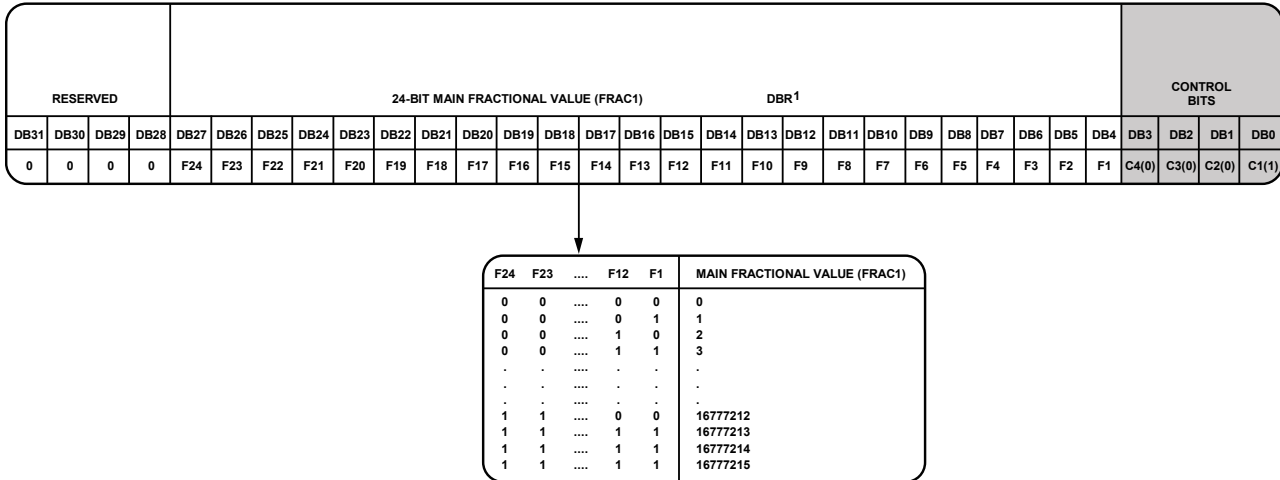 RESERVED 24-BIT MAIN FRACTIONAL VALUE (FRAC1) DBR1 CONTROL
BITS
DB31 DB30 DB29 DB28 DB27 DB26 DB25 DB24 DB23 DB22 DB21 DB20 DB19 DB18 DB17 DB16 DB15 DB14 DB13 DB12 DB11 DB10 DB9 DB8 DB7 DB6 DB5 DB4 DB3 DB2 DB1 DB0
0 0 0 0 F24 F23 F22 F21 F20 F19 F18 F17 F16 F15 F14 F13 F12 F11 F10 F9 F8 F7 F6 F5 F4 F3 F2 F1 C4(0) C3(0) C2(0) C1(1)
F24 F23 .... F12 F1 MAIN FRACTIONAL VALUE (FRAC1)
0 0 .... 0 0 0
0 0 .... 0 1 1
0 0 .... 1 0 2
0 0 .... 1 1 3
. . .... . . .
. . .... . . .
. . .... . . .
1 1 .... 0 0 16777212
1 1 .... 1 1 16777213
1 1 .... 1 1 16777214
1 1 .... 1 1 16777215